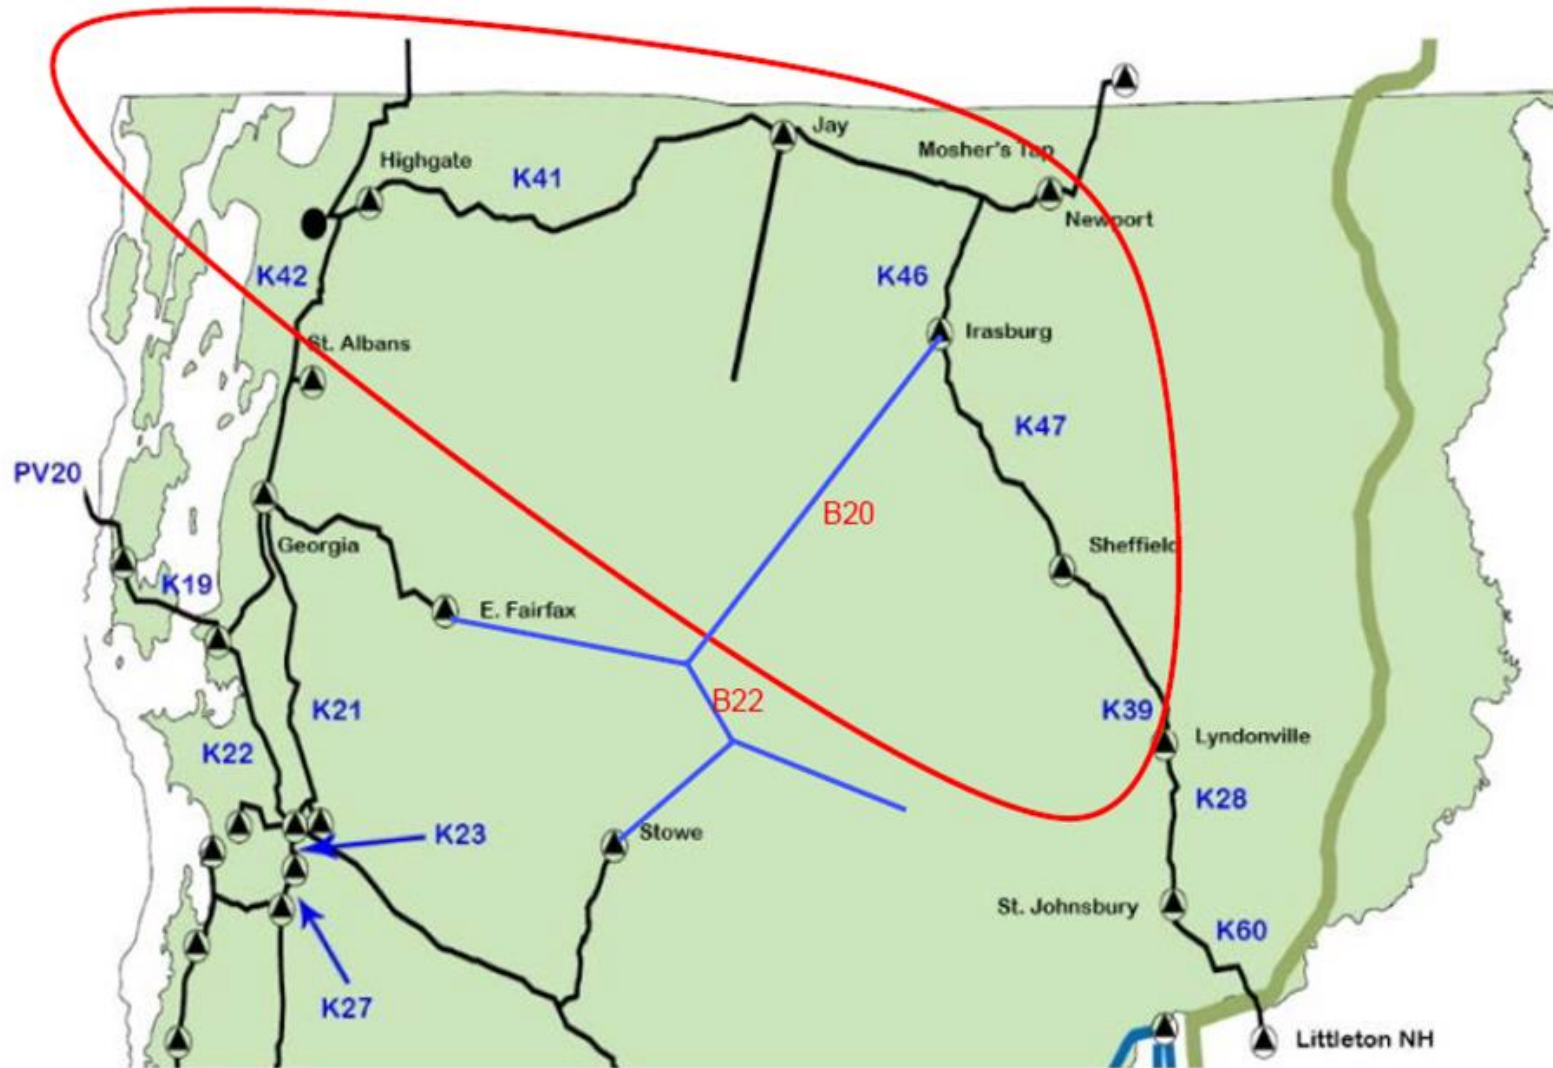 Jay
Mosher's Tap
Highgate
K41
Newport
K42
K46
Irasburg
St. Albans
K47
PV20
B20
Georgia
Sheffield
K19
E. Fairfax
B22
K21
K39
Lyndonville
K22
K28
K23
Stowe
St. Johnsbury
K60
K27
Littleton NH